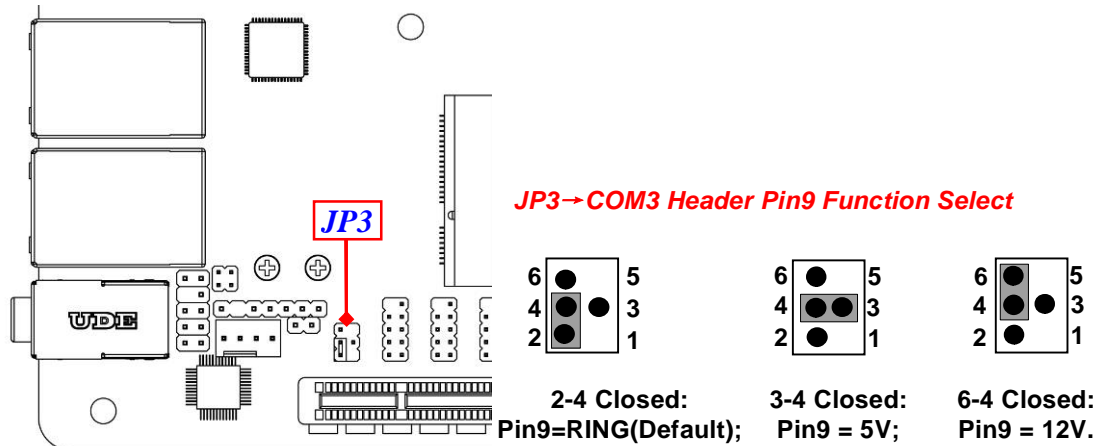 JP3→COM3 Header Pin9 Function Select
JP3
UDE
6 5
4 3
2 1
6 5
4 3
2 1
6 5
4 3
2 1
2-4 Closed:
Pin9=RING(Default);
3-4 Closed:
Pin9 = 5V;
6-4 Closed:
Pin9 = 12V.